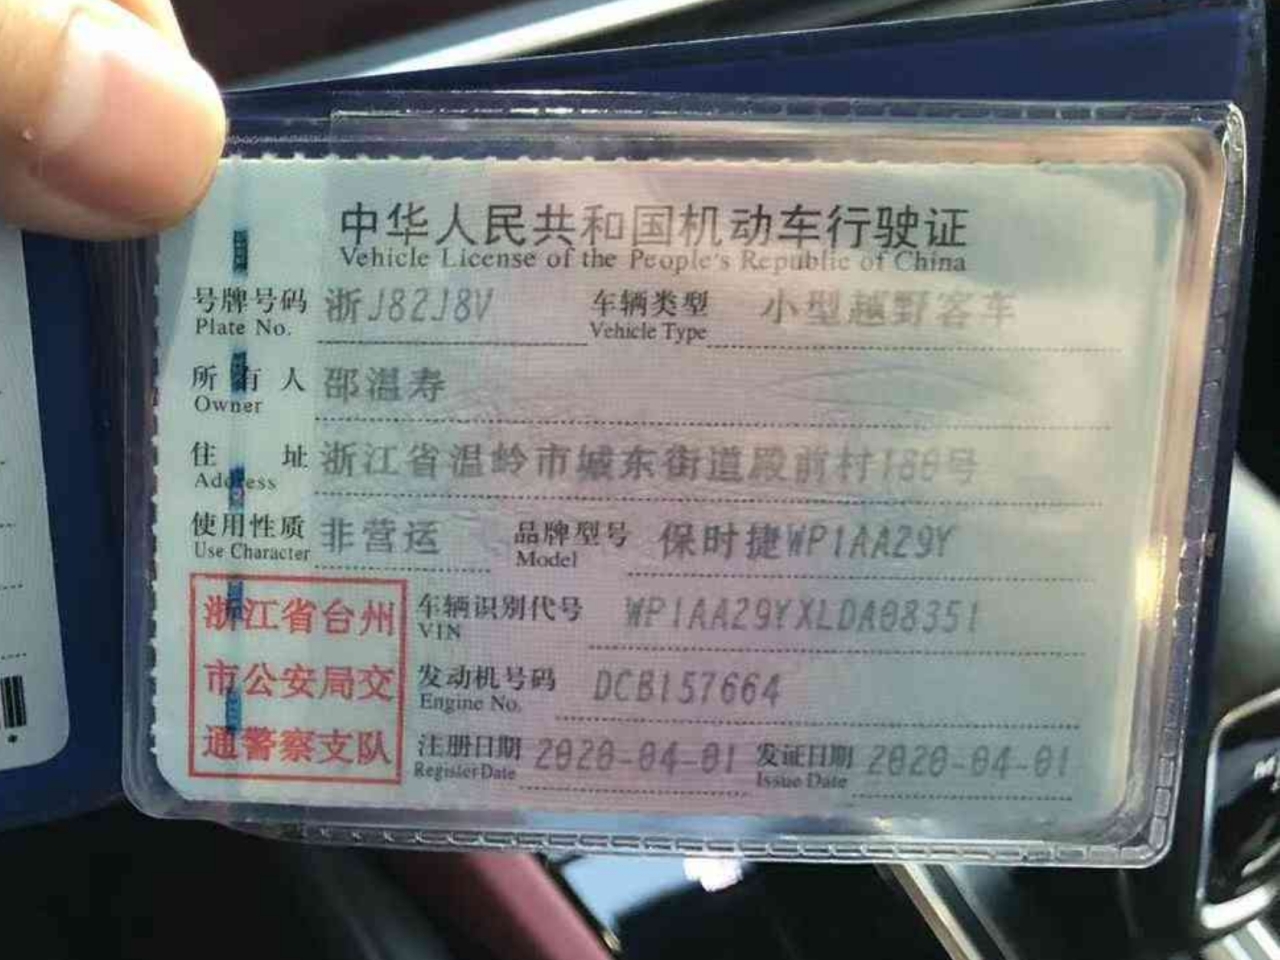 中华人民共和国机动车行驶证
Vehicle License of the People's Republic of China
号牌号码 浙J82J8V 车辆类型 小型越野客车
Plate No. Vehicle Type
所有人 邵温寿
Owner
住址 浙江省温岭市城东街道殿前村180号
Address
使用性质 非营运 品牌型号 保时捷WP1AA29Y
Use Character Model
浙江省台州
市公安局交
通警察支队
车辆识别代号 WP1AA29YXLDA08351
VIN
发动机号码 DCB157664
Engine No.
注册日期 2020-04-01 发证日期 2020-04-01
Register Date Issue Date